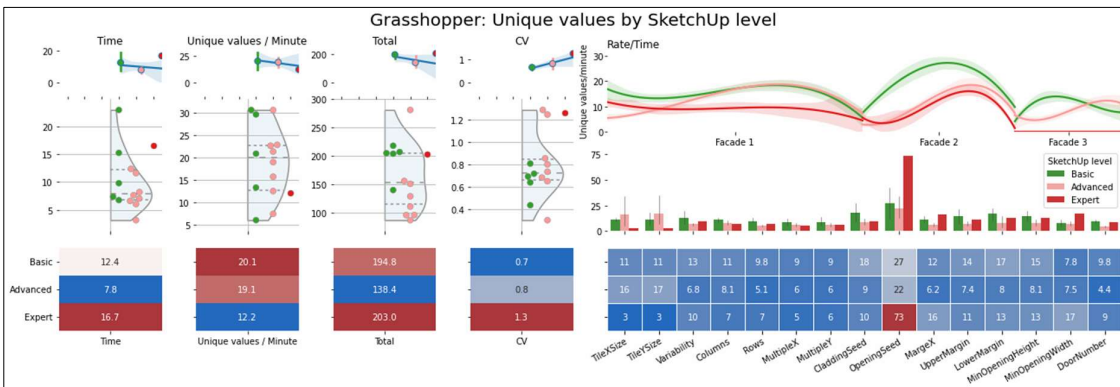 Grasshopper: Unique values by SketchUp level
Time
Unique values / Minute
Total
CV
Rate/Time
20
0
25
0
200
0
1
0
Unique values/minute
30
20
10
0
Facade 1
Facade 2
Facade 3
20
15
10
5
30
25
20
15
10
5
300
250
200
150
100
1.2
1.0
0.8
0.6
0.4
75
50
25
0
SketchUp level
Basic
Advanced
Expert
Basic
12.4
20.1
194.8
0.7
11 11 13 11 9.8 9 9 18 27 12 14 17 15 7.8 9.8
Advanced
7.8
19.1
138.4
0.8
16 17 6.8 8.1 5.1 6 6 9 22 6.2 7.4 8 8.1 7.5 4.4
Expert
16.7
12.2
203.0
1.3
3 3 10 7 7 5 6 10 73 16 11 13 13 17 9
Time
Unique values / Minute
Total
CV
TileXSize
TileYSize
Variability
Columns
Rows
MultipleX
MultipleY
CladdingSeed
OpeningSeed
MargeX
UpperMargin
LowerMargin
MinOpeningHeight
MinOpeningWidth
DoorNumber